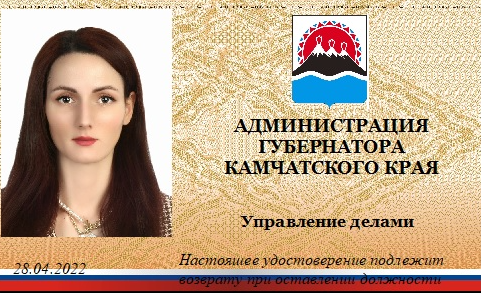 АДМИНИСТРАЦИЯ
ГУБЕРНАТОРА
КАМЧАТСКОГО КРАЯ
Управление делами
28.04.2022
Настоящее удостоверение подлежит
возврату при оставлении должности